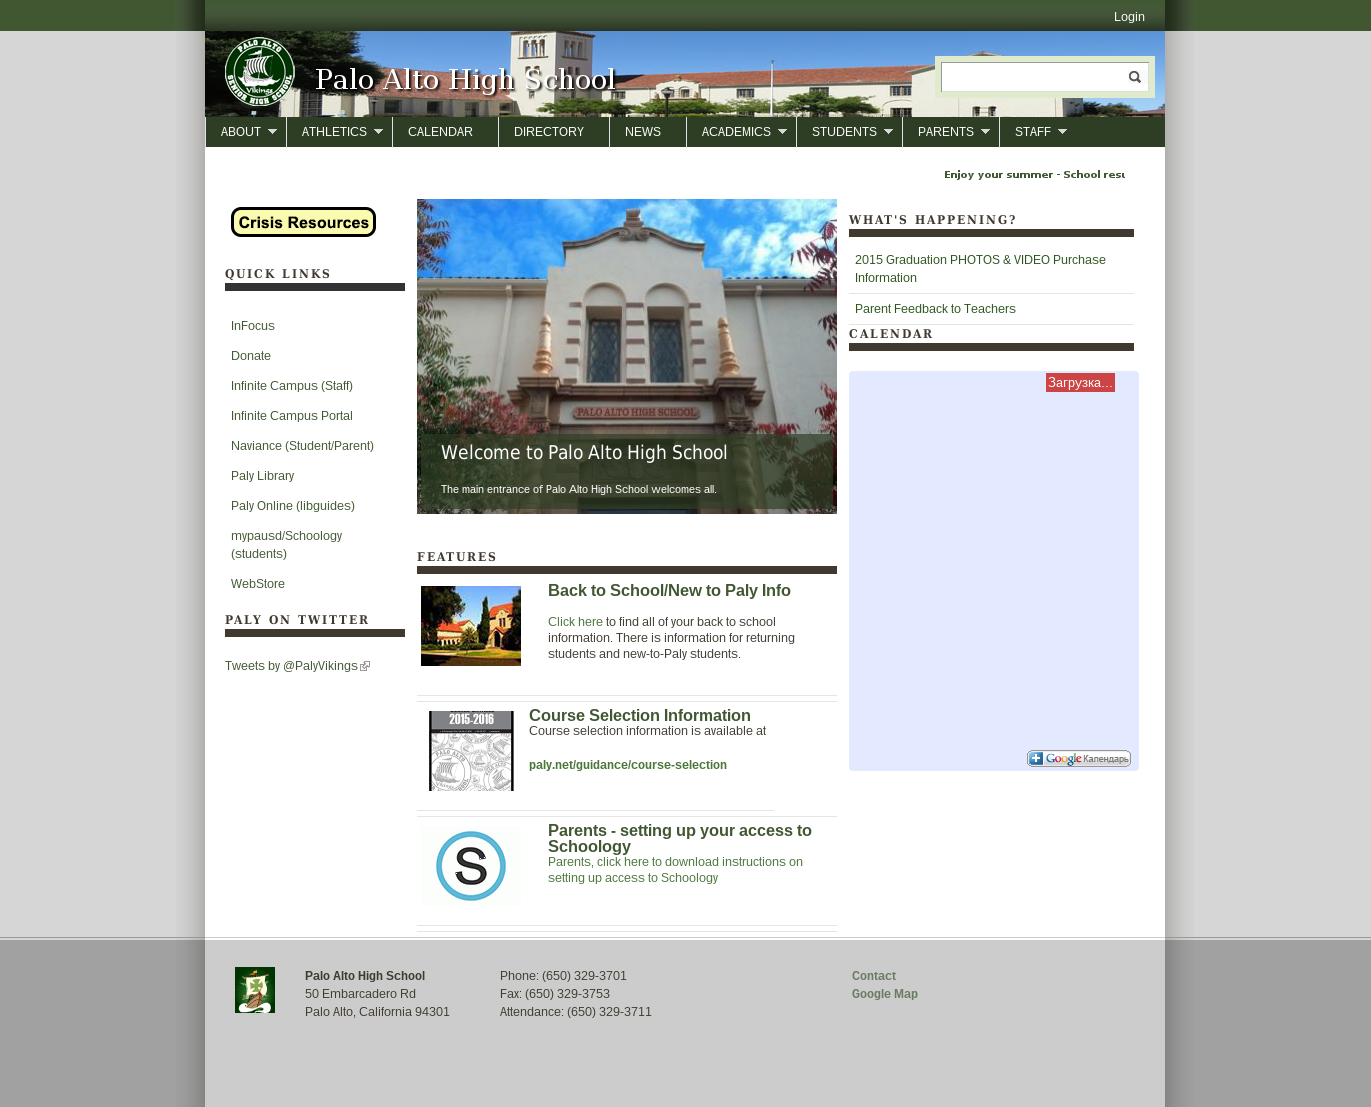 Login
PALO ALTO
Vikings
SENIOR HIGH SCHOOL
Palo Alto High School
ABOUT
ATHLETICS
CALENDAR
DIRECTORY
NEWS
ACADEMICS
STUDENTS
PARENTS
STAFF
Enjoy your summer - School resu
Crisis Resources
QUICK LINKS
InFocus
Donate
Infinite Campus (Staff)
Infinite Campus Portal
Naviance (Student/Parent)
Paly Library
Paly Online (libguides)
mypausd/Schoology
(students)
WebStore
PALY ON TWITTER
Tweets by @PalyVikings
PALO ALTO HIGH SCHOOL
Welcome to Palo Alto High School
The main entrance of Palo Alto High School welcomes all.
FEATURES
Back to School/New to Paly Info
Click here to find all of your back to school
information. There is information for returning
students and new-to-Paly students.
2015-2016
Course Selection Information
Course selection information is available at
paly.net/guidance/course-selection
S
Parents - setting up your access to
Schoology
Parents, click here to download instructions on
setting up access to Schoology
WHAT'S HAPPENING?
2015 Graduation PHOTOS & VIDEO Purchase
Information
Parent Feedback to Teachers
CALENDAR
Загрузка...
Google Календарь
Palo Alto High School
50 Embarcadero Rd
Palo Alto, California 94301
Phone: (650) 329-3701
Fax: (650) 329-3753
Attendance: (650) 329-3711
Contact
Google Map